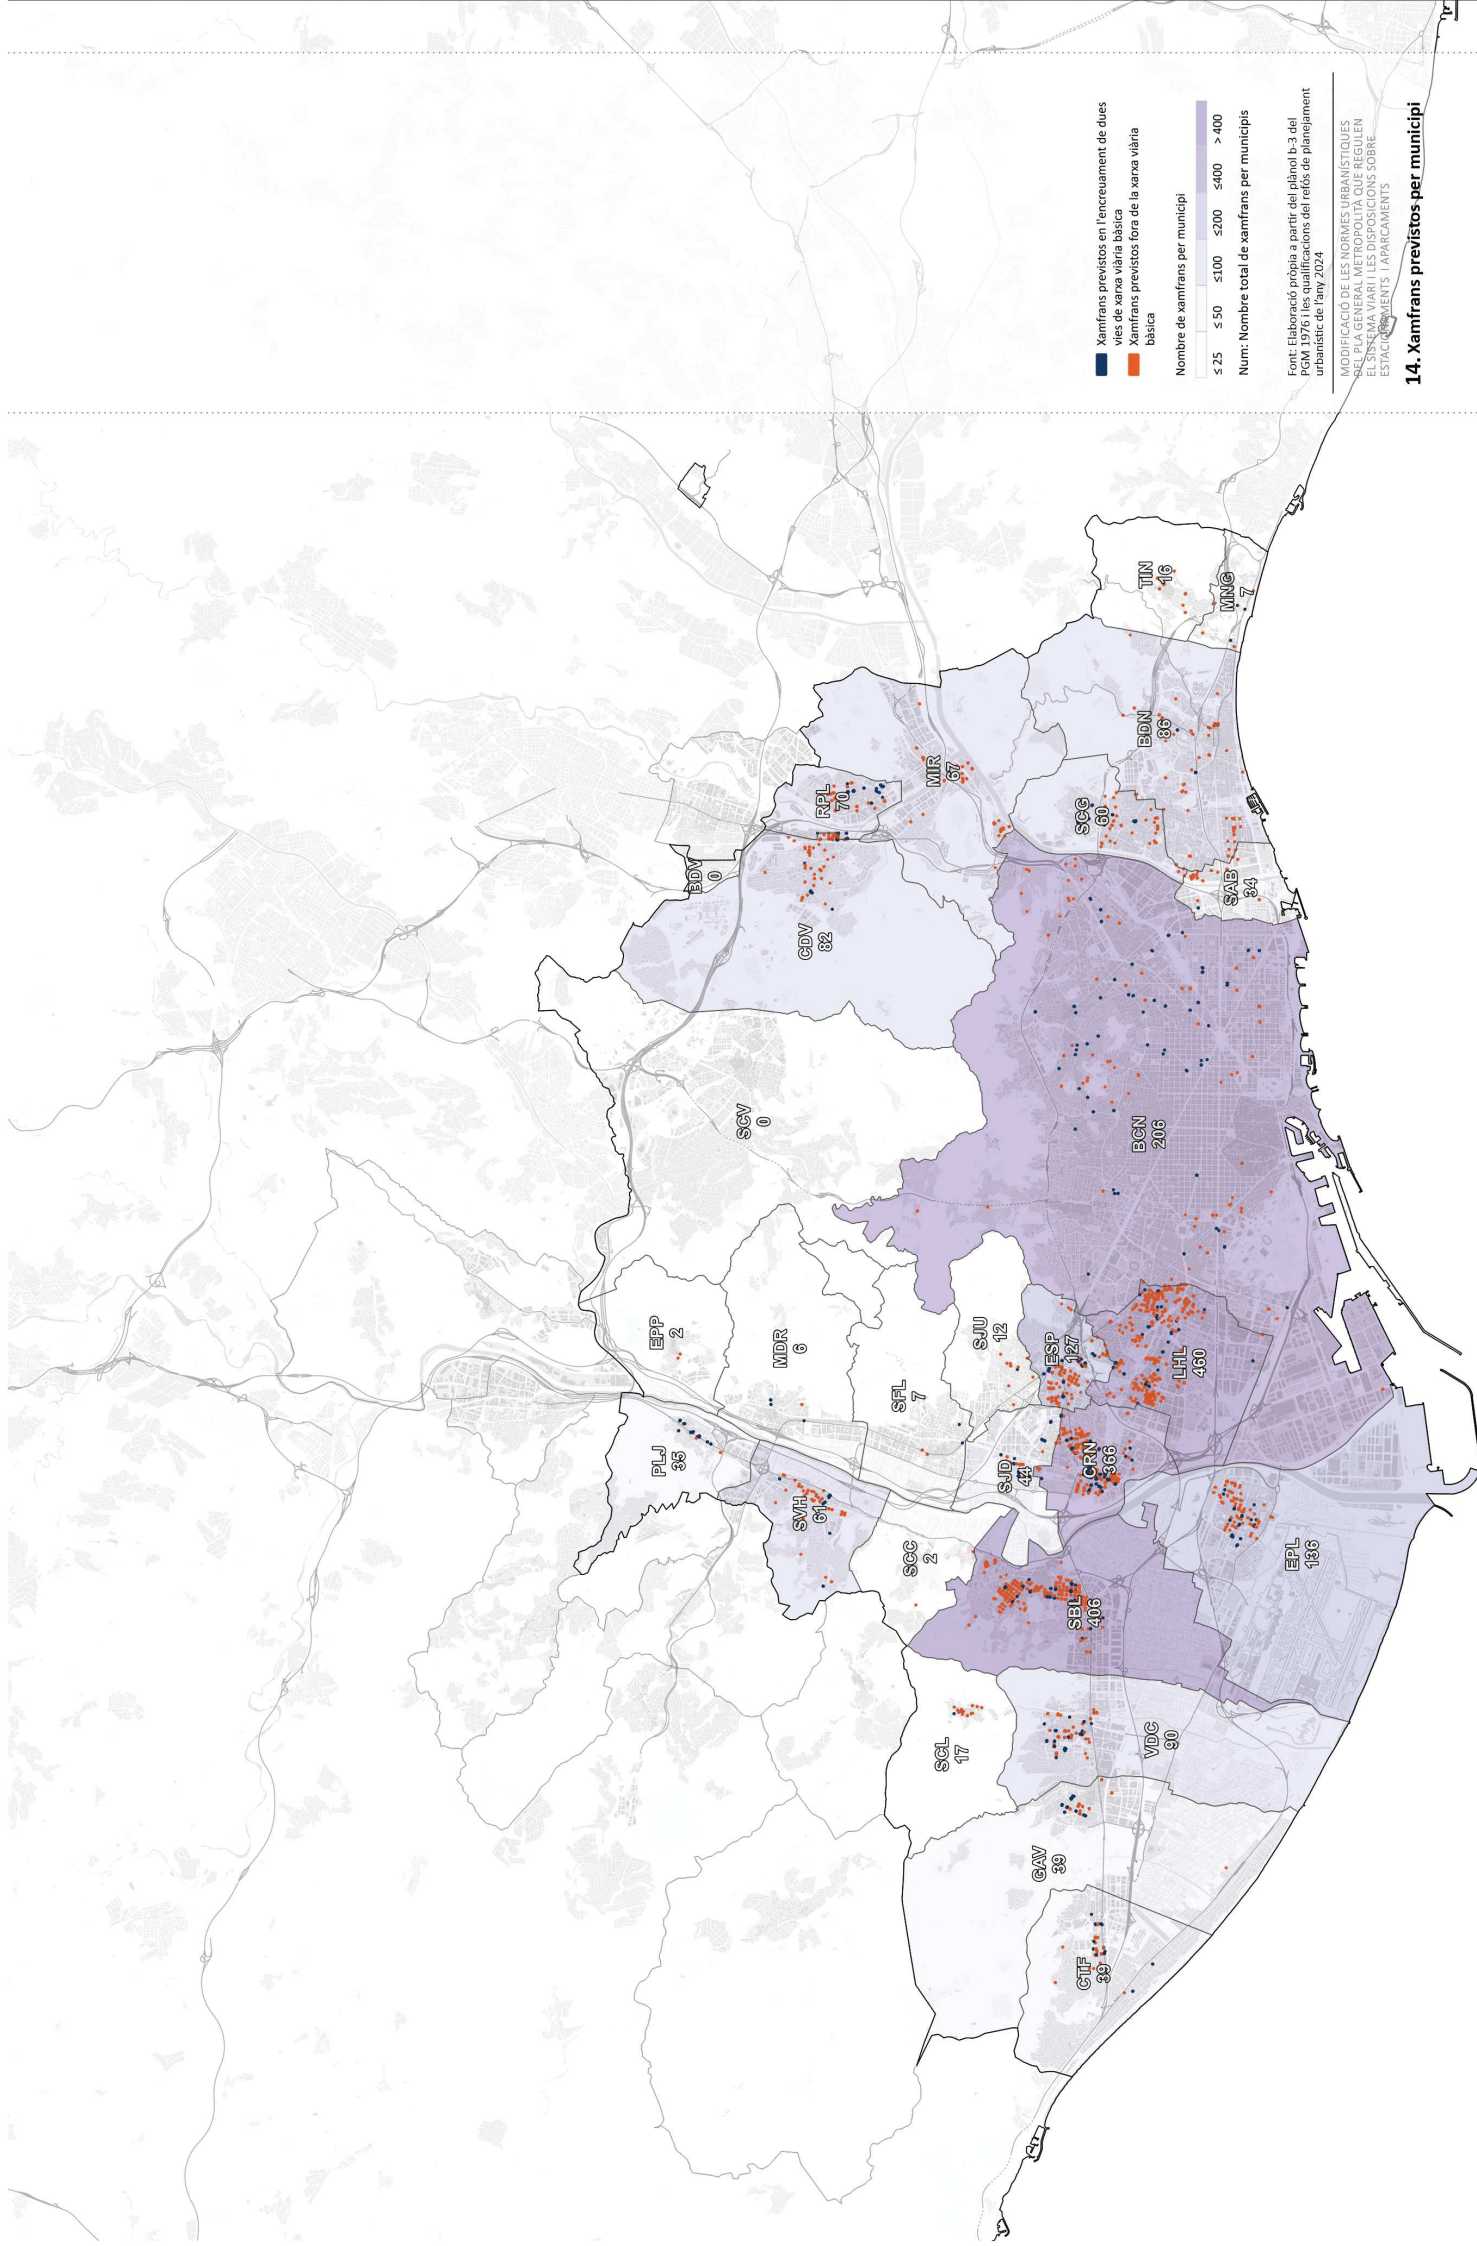 Xamfrans previstos en l'encreuament de dues
vies de xarxa viària bàsica
Xamfrans previstos fora de la xarxa viària
bàsica
Nombre de xamfrans per municipi
≤ 25 ≤ 50 ≤100 ≤200 ≤400 > 400
Num: Nombre total de xamfrans per municipis
Font: Elaboració pròpia a partir del plànol b-3 del
PGM 1976 i les qualificacions del refós de planejament
urbanístic de l'any 2024
MODIFICACIÓ DE LES NORMES URBANÍSTIQUES
DEL PLA GENERAL METROPOLITÀ QUE REGULEN
EL SISTEMA VIARI I LES DISPOSICIONS SOBRE
ESTACIONAMENTS I APARCAMENTS
14. Xamfrans previstos per municipi
EPP
2
PLJ
35
BDV
0
SCV
0
MDR
6
SVH
61
CDV
82
RPL
70
MIR
67
SFL
7
SCC
2
SJU
12
SCL
17
SJD
44
ESP
127
GAV
39
SBL
406
CRN
366
CTF
39
SCG
60
BCN
206
BDN
86
TIN
16
VDC
90
LHL
460
MNG
7
SAB
34
EPL
136